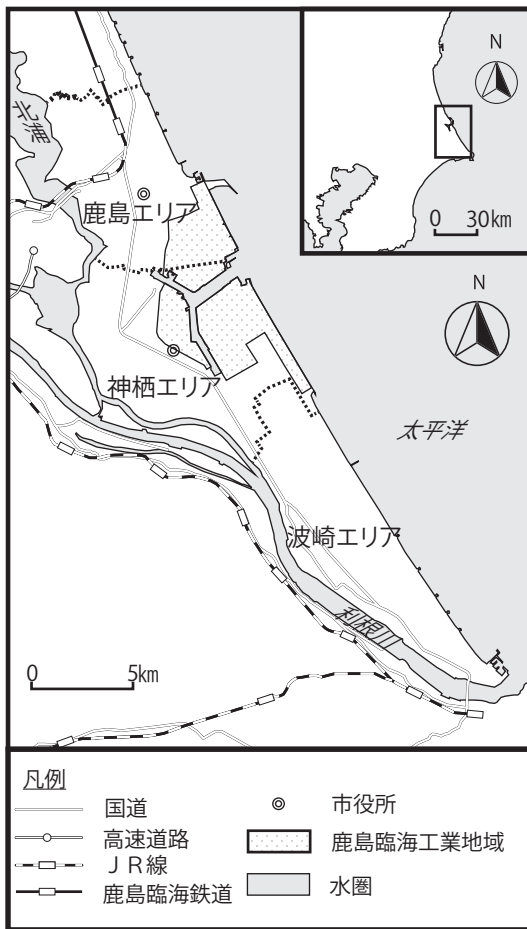 N
0 30km
北浦
鹿島エリア
N
神栖エリア
太平洋
波崎エリア
利根川
0 5km
凡例
国道
高速道路
JR線
鹿島臨海鉄道
市役所
鹿島臨海工業地域
水圏